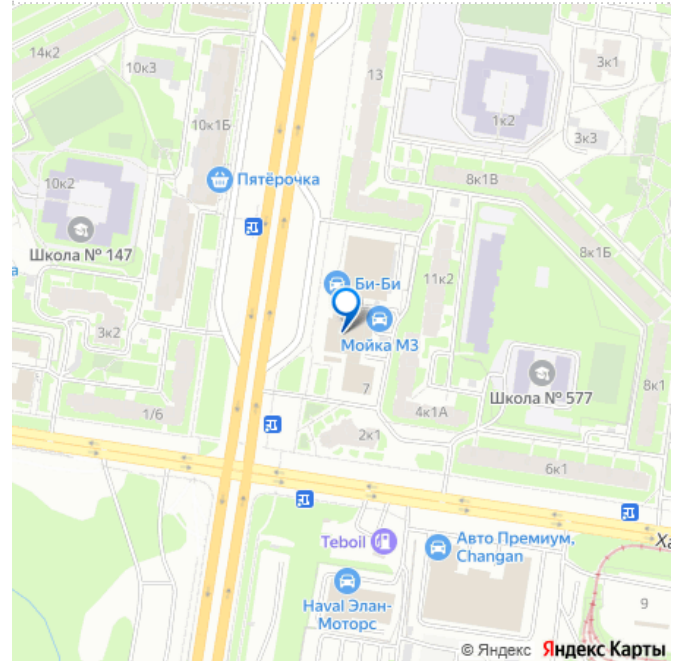 14к2
10к3
13
3к1
1к2
10к1Б
3к3
Пятёрочка
8к1В
10к2
Школа № 147
8к1Б
а
11к2
Би-Би
3к2
Мойка М3
7
Школа № 577
8к1
1/6
4к1А
2к1
6к1
Teboil
Авто Премиум,
Changan
Ха
Haval Элан-
Моторс
9
© Яндекс Яндекс Карты